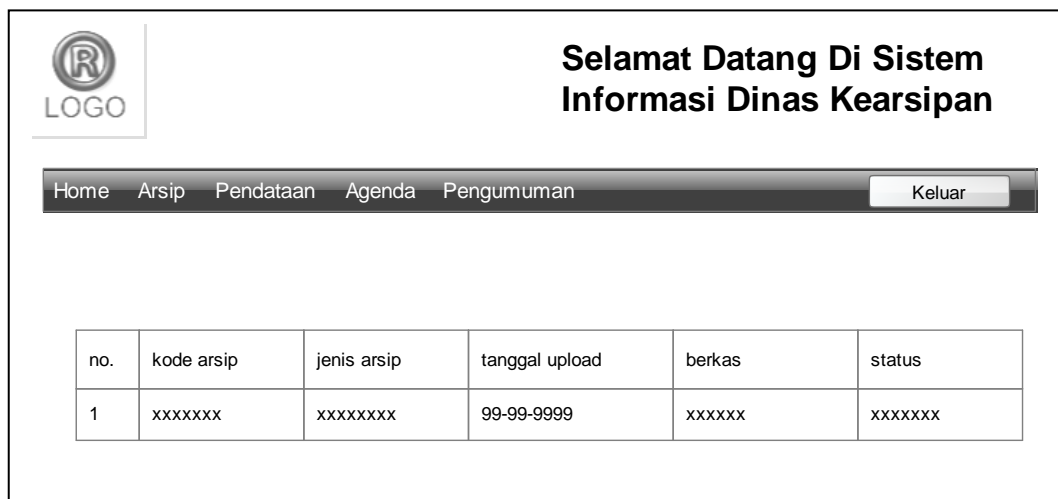 R
LOGO
Selamat Datang Di Sistem
Informasi Dinas Kearsipan
Home Arsip Pendataan Agenda Pengumuman Keluar
no. kode arsip jenis arsip tanggal upload berkas status
1 xxxxxxx xxxxxxxx 99-99-9999 xxxxxx xxxxxxx